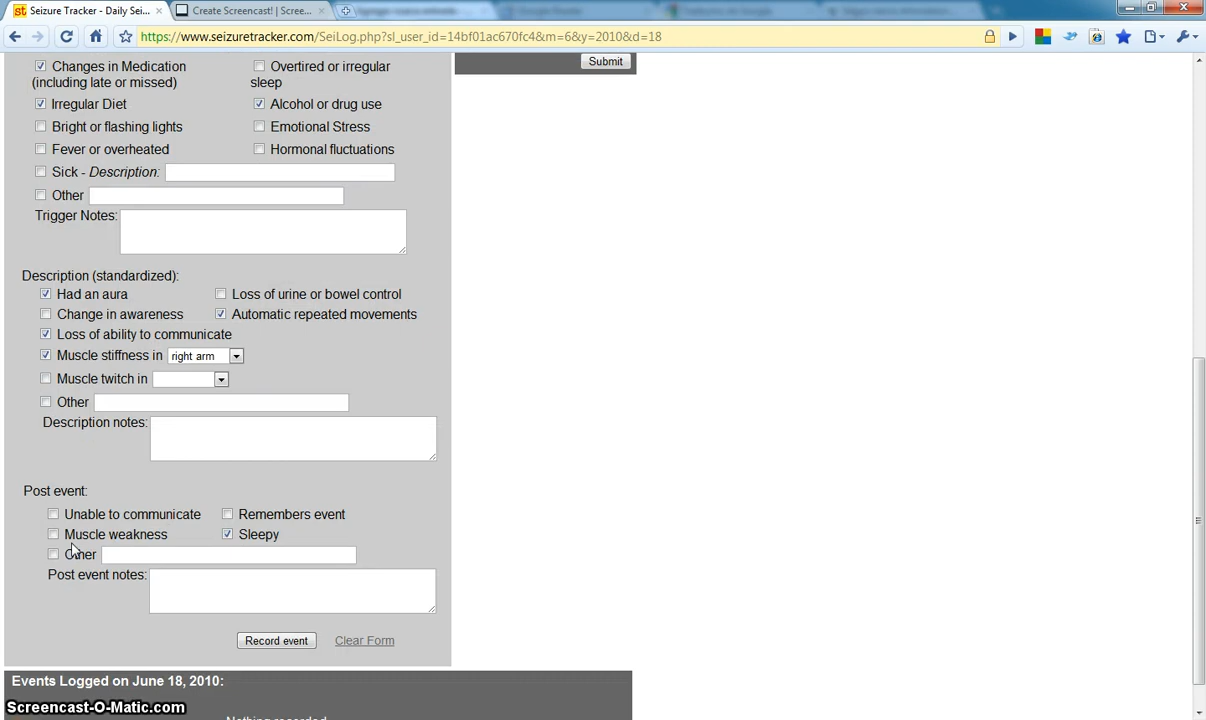 Seizure Tracker - Daily Sei...
Create Screencast! | Scree...
https://www.seizuretracker.com/SeiLog.php?sl_user_id=14bf01ac670fc4&m=6&y=2010&d=18
Changes in Medication
(including late or missed)
Overtired or irregular
sleep
Submit
Irregular Diet
Alcohol or drug use
Bright or flashing lights
Emotional Stress
Fever or overheated
Hormonal fluctuations
Sick - Description:
Other
Trigger Notes:
Description (standardized):
Had an aura
Loss of urine or bowel control
Change in awareness
Automatic repeated movements
Loss of ability to communicate
Muscle stiffness in right arm
Muscle twitch in
Other
Description notes:
Post event:
Unable to communicate
Remembers event
Muscle weakness
Sleepy
Other
Post event notes:
Record event
Clear Form
Events Logged on June 18, 2010:
Screencast-O-Matic.com
Nothing recorded